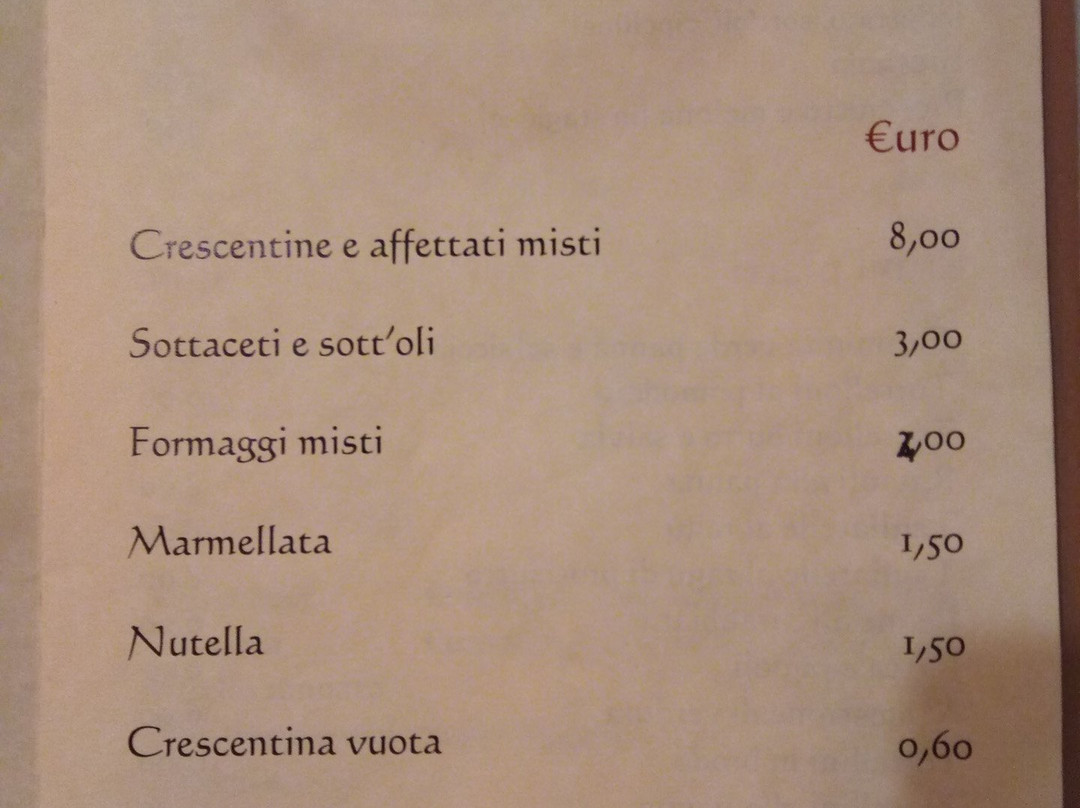 €uro
Crescentine e affettati misti 8,00
Sottaceti e sott'oli 3,00
Formaggi misti ,00
Marmellata 1,50
Nutella 1,50
Crescentina vuota 0,60